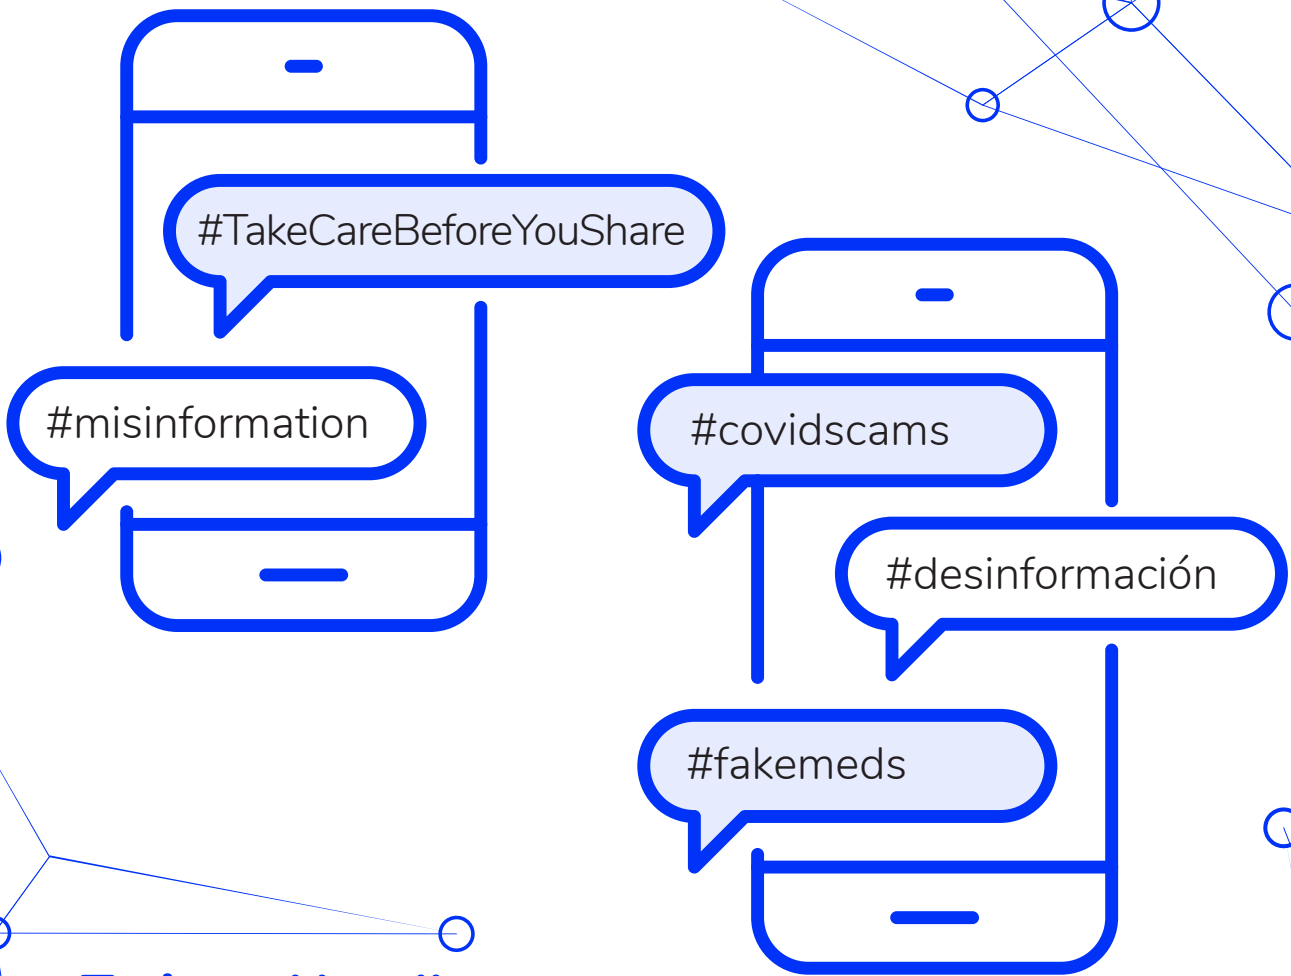 #TakeCareBeforeYouShare
#misinformation
#covidscams
#desinformación
#fakemeds